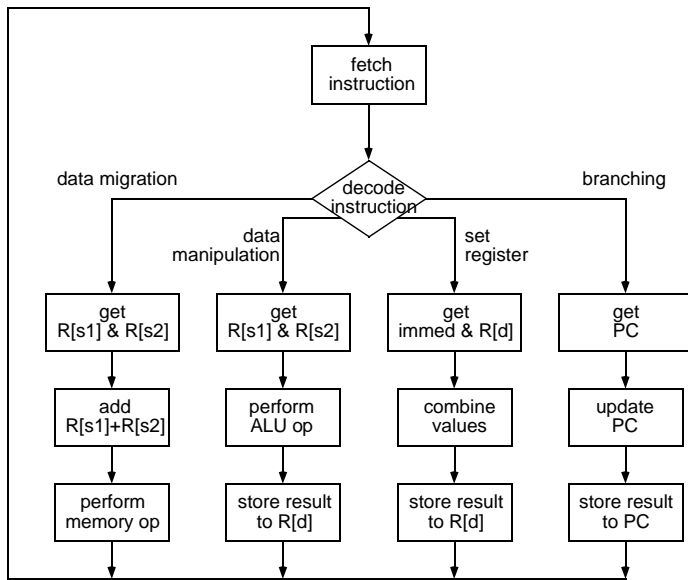 fetch
instruction
decode
instruction
data migration
branching
data
manipulation
set
register
get
R[s1] & R[s2]
get
R[s1] & R[s2]
get
immed & R[d]
get
PC
add
R[s1]+R[s2]
perform
ALU op
combine
values
update
PC
perform
memory op
store result
to R[d]
store result
to R[d]
store result
to PC